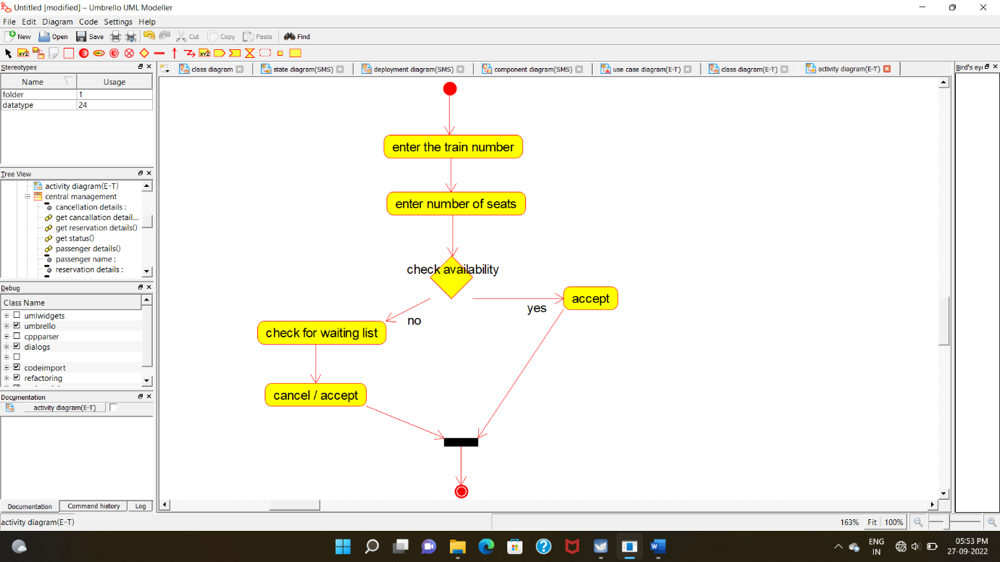 Untitled [modified] – Umbrello UML Modeller
File Edit Diagram Code Settings Help
New Open Save Cut Copy Paste Find
XYZ ABC XYZ
Stereotypes
Name Usage
folder 1
datatype 24
Tree View
activity diagram(E-T)
central management
cancellation details :
get cancallation detail...
get reservation details()
get status()
passenger details()
passenger name :
reservation details :
Debug
Class Name
umlwidgets
umbrello
cppparser
dialogs
codeimport
refactoring
Documentation
activity diagram(E-T)
Documentation Command history Log
activity diagram(E-T)
class diagram state diagram(SMS) deployment diagram(SMS) component diagram(SMS) use case diagram(E-T) class diagram(E-T) activity diagram(E-T)
Bird's eye
enter the train number
enter number of seats
check availability
accept
yes
no
check for waiting list
cancel / accept
163% Fit 100%
ENG
IN
05:53 PM
27-09-2022